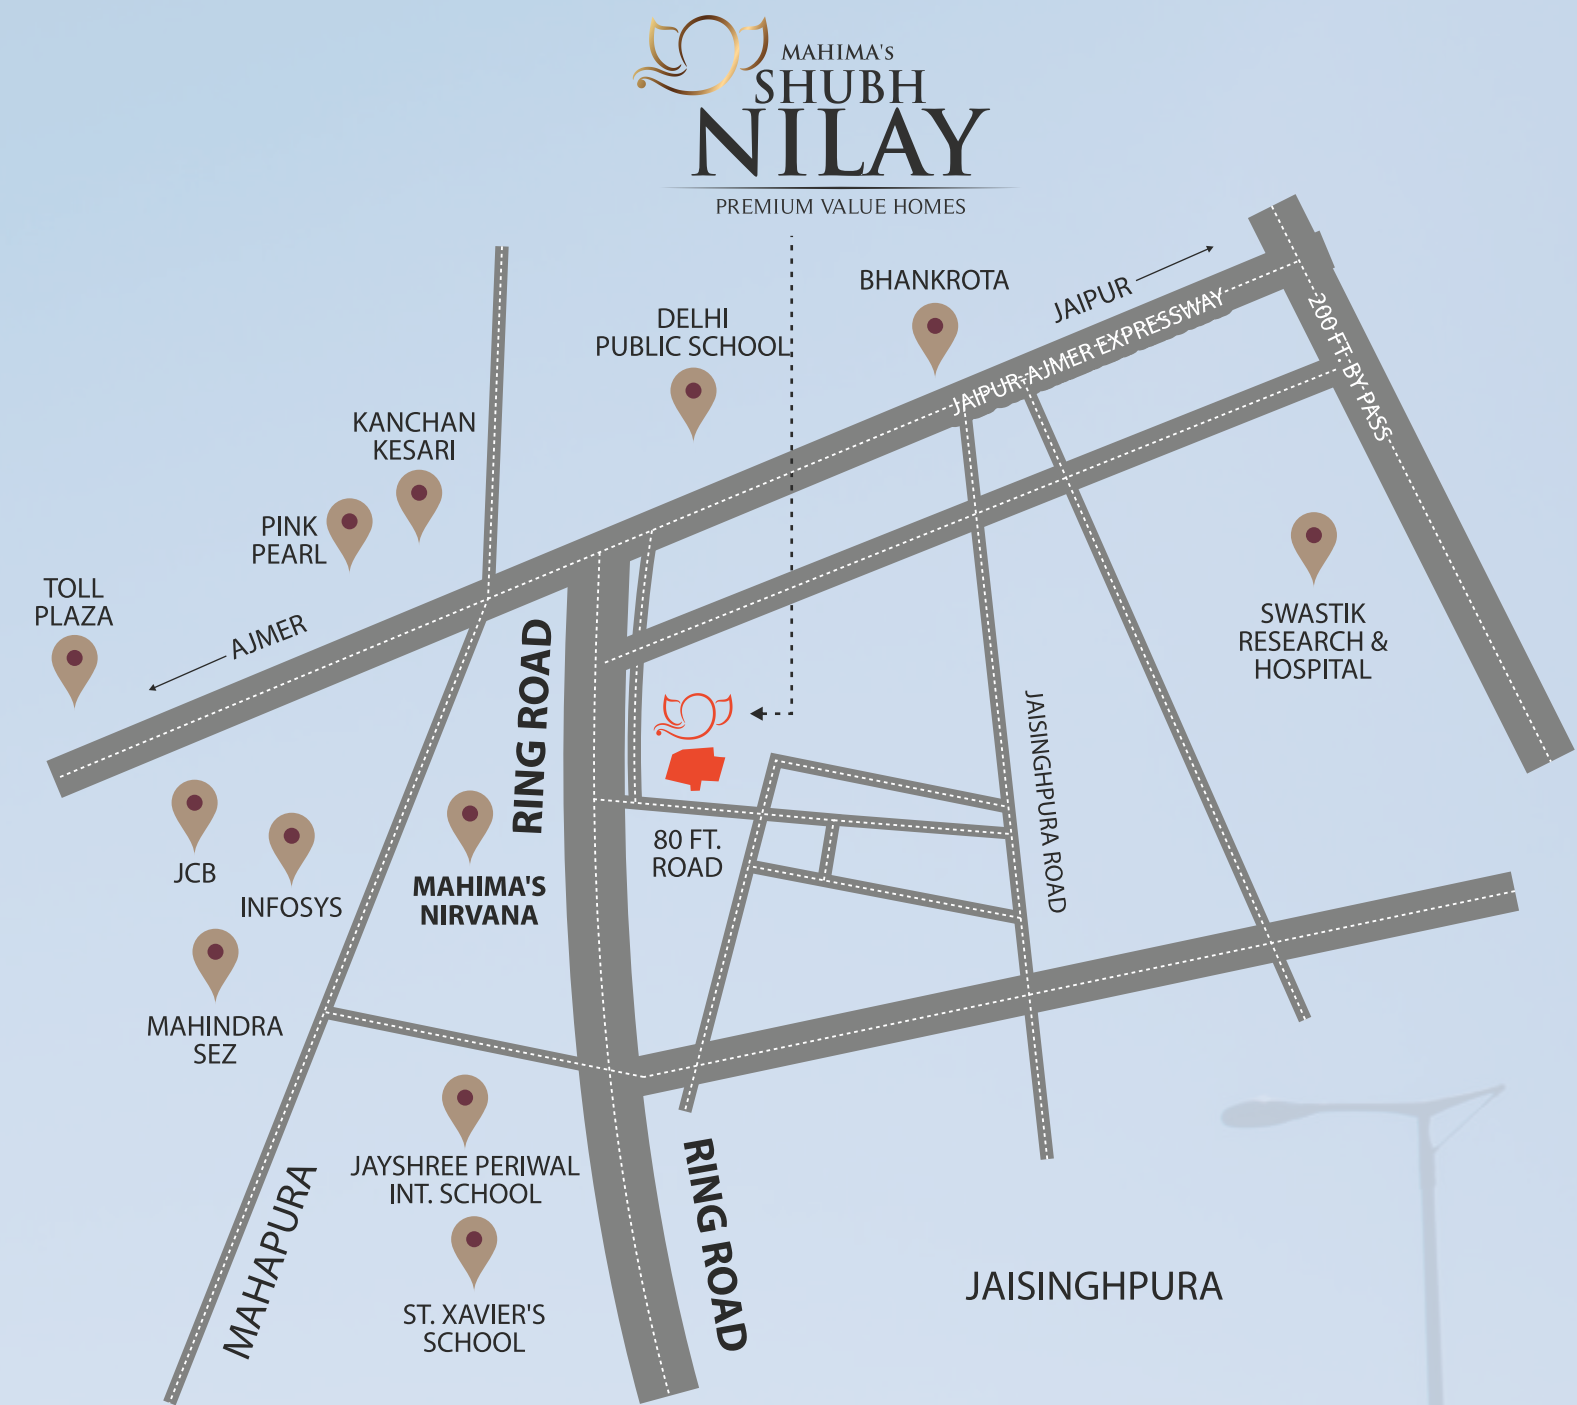 MAHIMA'S
SHUBH
NILAY
PREMIUM VALUE HOMES
BHANKROTA
JAIPUR
JAIPUR-AJMER EXPRESSWAY
200 FT. BY PASS
DELHI
PUBLIC SCHOOL
KANCHAN
KESARI
PINK
PEARL
TOLL
PLAZA
AJMER
SWASTIK
RESEARCH &
HOSPITAL
RING ROAD
JAISINGHPURA ROAD
80 FT.
ROAD
JCB
INFOSYS
MAHIMA'S
NIRVANA
MAHINDRA
SEZ
JAYSHREE PERIWAL
INT. SCHOOL
MAHAPURA
RING ROAD
ST. XAVIER'S
SCHOOL
JAISINGHPURA